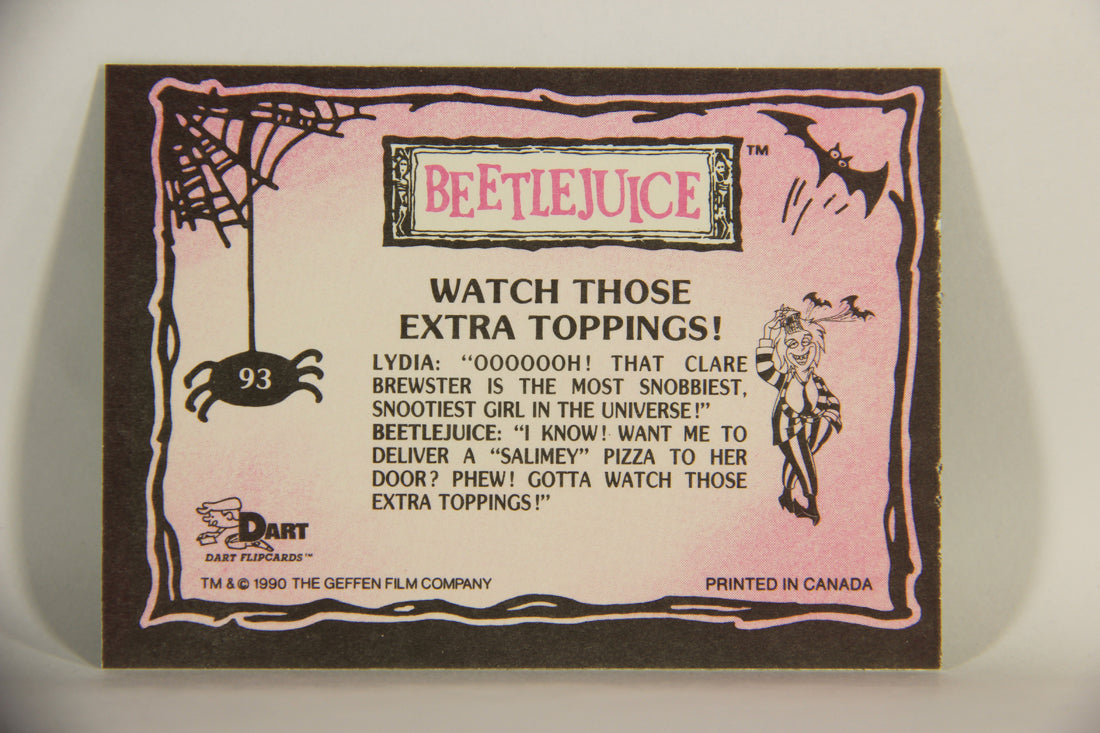 BEETLEJUICE ™
WATCH THOSE
EXTRA TOPPINGS!
LYDIA: “OOOOOOH! THAT CLARE
BREWSTER IS THE MOST SNOBBIEST,
SNOOTIEST GIRL IN THE UNIVERSE!”
BEETLEJUICE: “I KNOW! WANT ME TO
DELIVER A “SALIMEY” PIZZA TO HER
DOOR? PHEW! GOTTA WATCH THOSE
EXTRA TOPPINGS!”
93
DART
DART FLIPCARDS™
TM & © 1990 THE GEFFEN FILM COMPANY
PRINTED IN CANADA